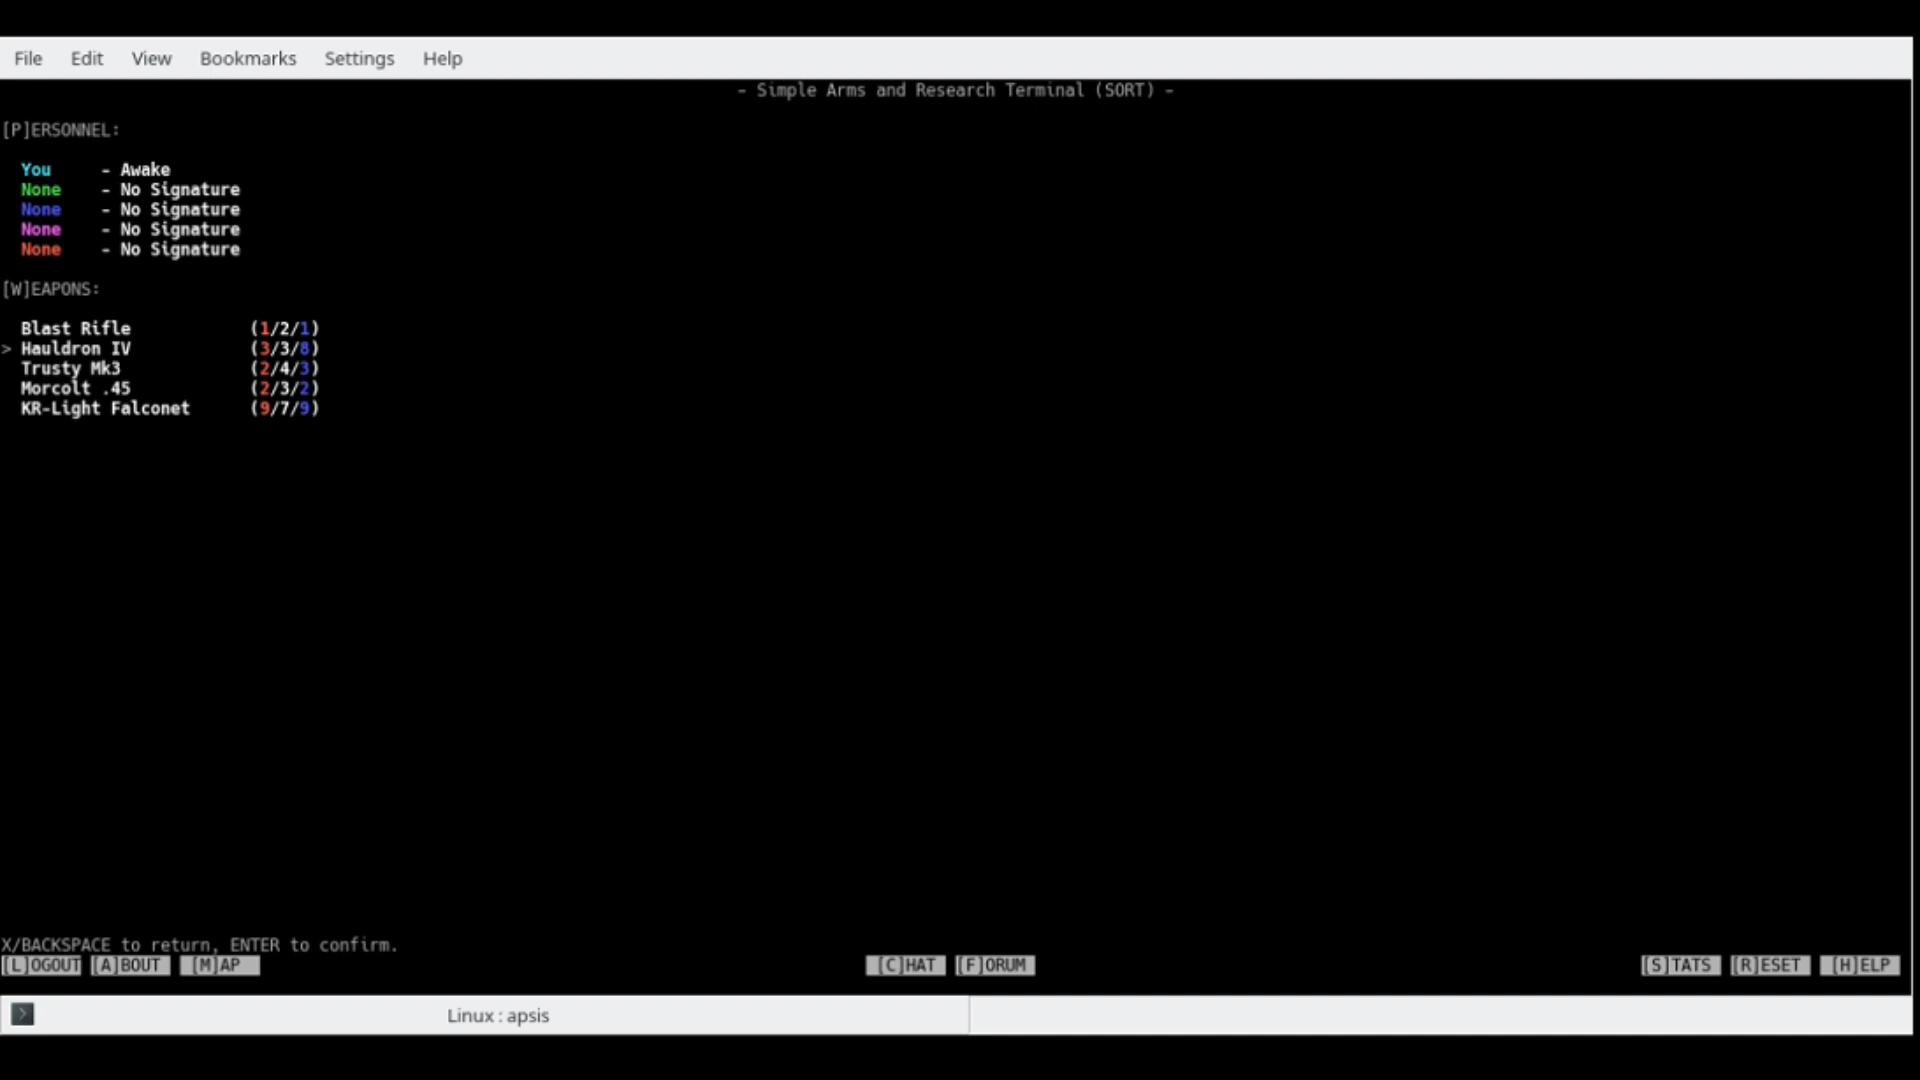 File Edit View Bookmarks Settings Help
- Simple Arms and Research Terminal (SORT) -
[P]ERSONNEL:
You - Awake
None - No Signature
None - No Signature
None - No Signature
None - No Signature
[W]EAPONS:
Blast Rifle (1/2/1)
> Hauldron IV (3/3/8)
Trusty Mk3 (2/4/3)
Morcolt .45 (2/3/2)
KR-Light Falconet (9/7/9)
X/BACKSPACE to return, ENTER to confirm.
[L]OGOUT [A]BOUT [M]AP [C]HAT [F]ORUM [S]TATS [R]ESET [H]ELP
Linux : apsis